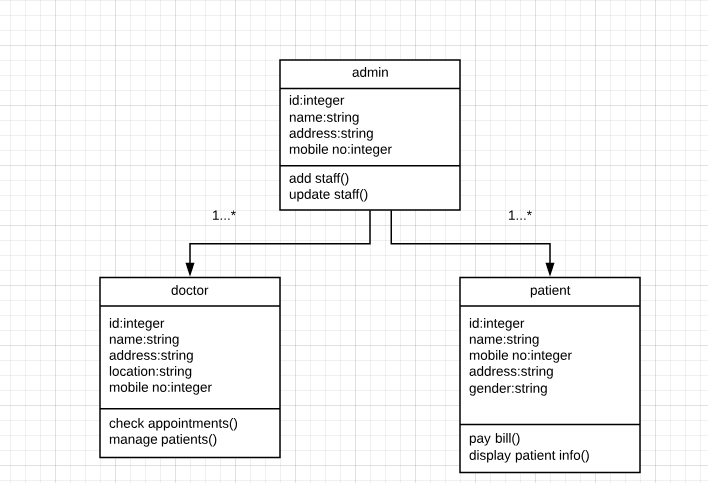 admin
id:integer
name:string
address:string
mobile no:integer
add staff()
update staff()
1...*
1...*
doctor
id:integer
name:string
address:string
location:string
mobile no:integer
check appointments()
manage patients()
patient
id:integer
name:string
mobile no:integer
address:string
gender:string
pay bill()
display patient info()